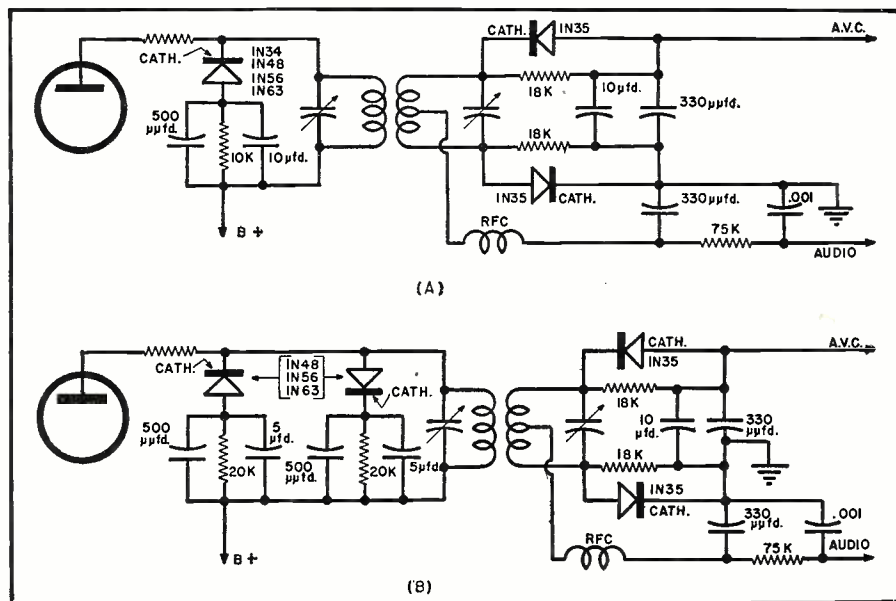 A.V.C.
CATH.
IN35
CATH.
IN34
IN48
IN56
IN63
18K
10μfd.
330μμfd.
500
μμfd.
10K
10μfd.
18K
IN35
CATH.
330μμfd.
.001
RFC
75K
B+
AUDIO
(A)
CATH.
IN35
A.V.C.
CATH.
IN48
IN56
IN63
CATH.
18K
10
μfd.
330
μμfd.
500
μμfd.
5
μfd.
20K
500
μμfd.
20K
5μfd
18K
IN35
CATH.
330
μμfd.
.001
RFC
75K
AUDIO
B+
(B)